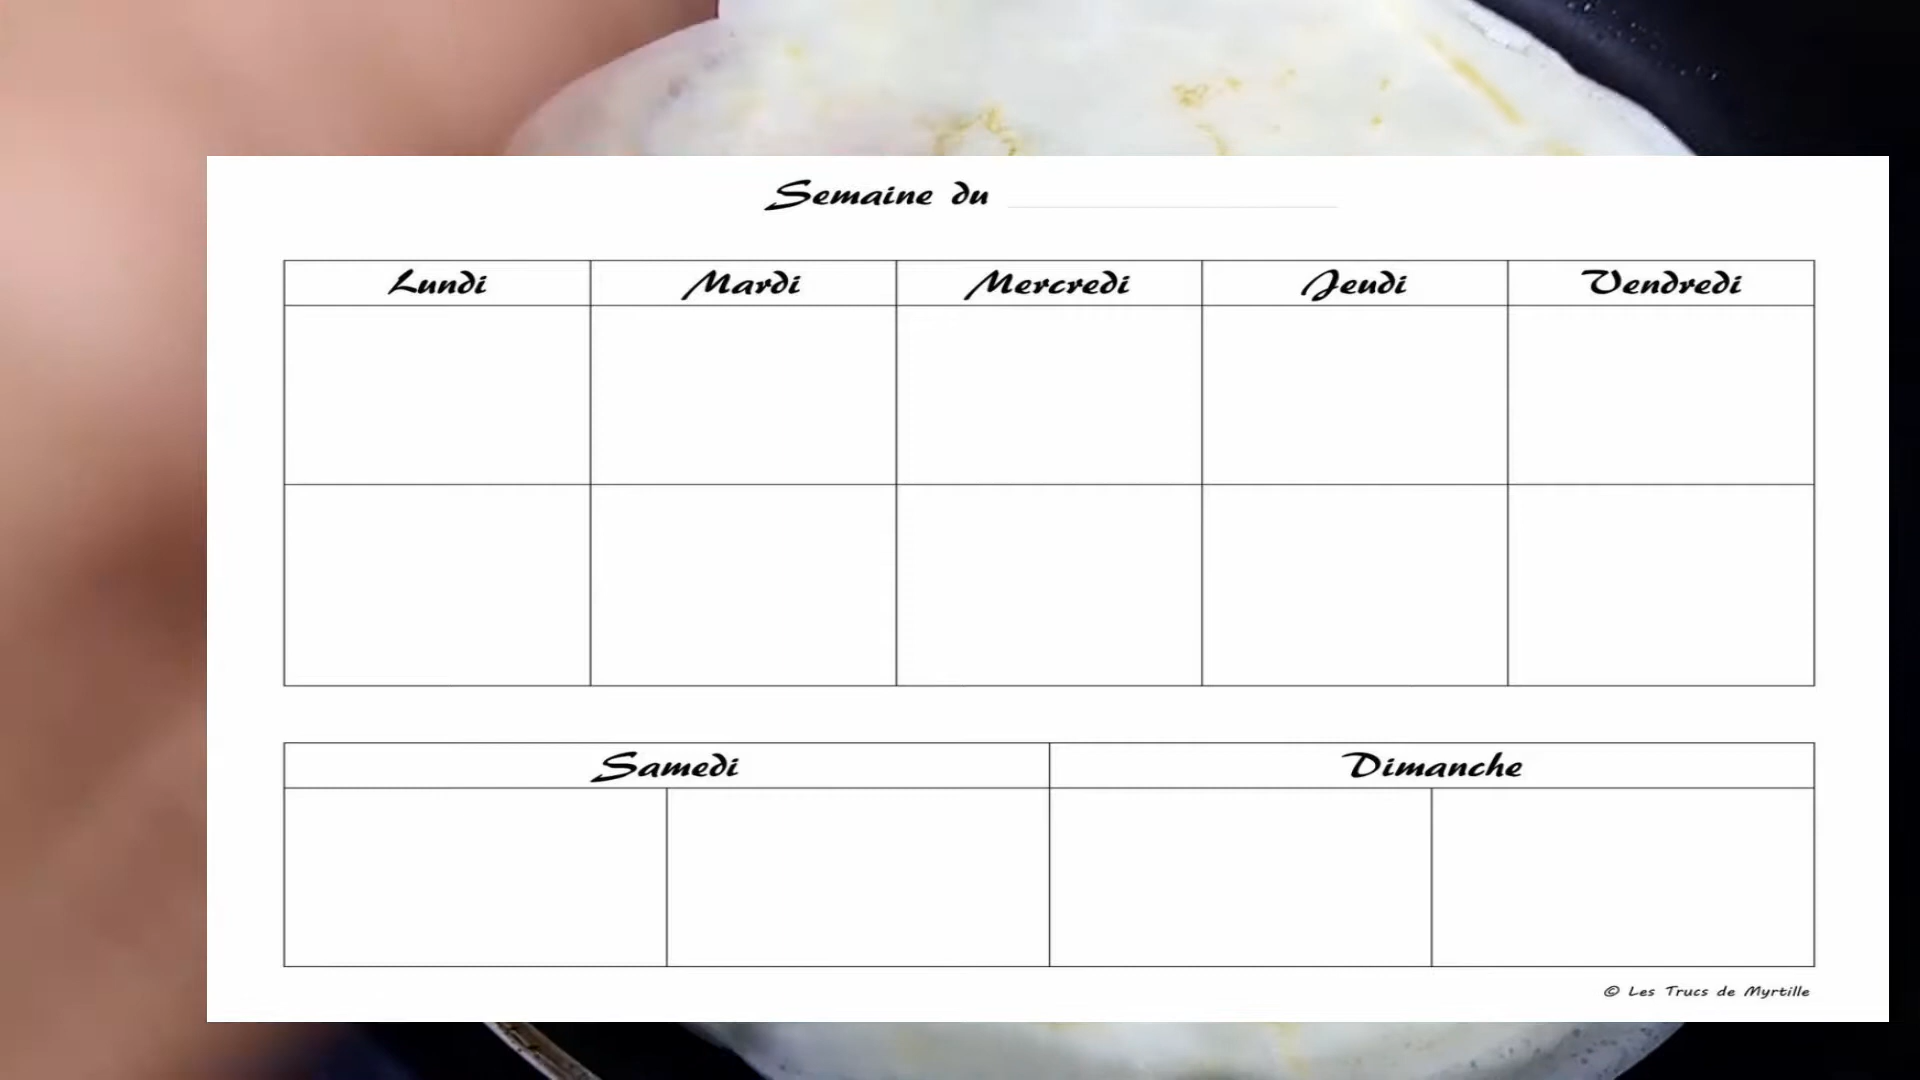 Semaine du
Lundi Mardi Mercredi Jeudi Vendredi
Samedi Dimanche
© Les Trucs de Myrtille